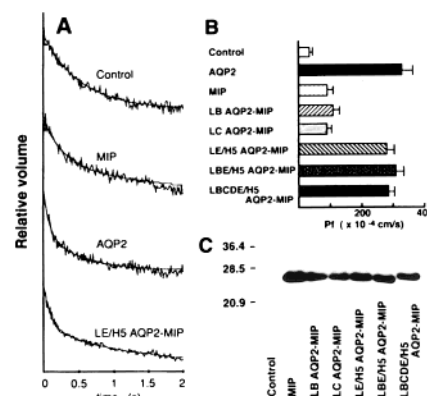 A
Relative volume
Control
MIP
AQP2
LE/H5 AQP2-MIP
0 0.5 1 1.5 2
B
Control
AQP2
MIP
LB AQP2-MIP
LC AQP2-MIP
LE/H5 AQP2-MIP
LBE/H5 AQP2-MIP
LBCDE/H5
AQP2-MIP
0 200 400
Pf ( x 10⁻⁴ cm/s)
C
36.4 -
28.5 -
20.9 -
Control
MIP
LB AQP2-MIP
LC AQP2-MIP
LE/H5 AQP2-MIP
LBE/H5 AQP2-MIP
LBCDE/H5
AQP2-MIP